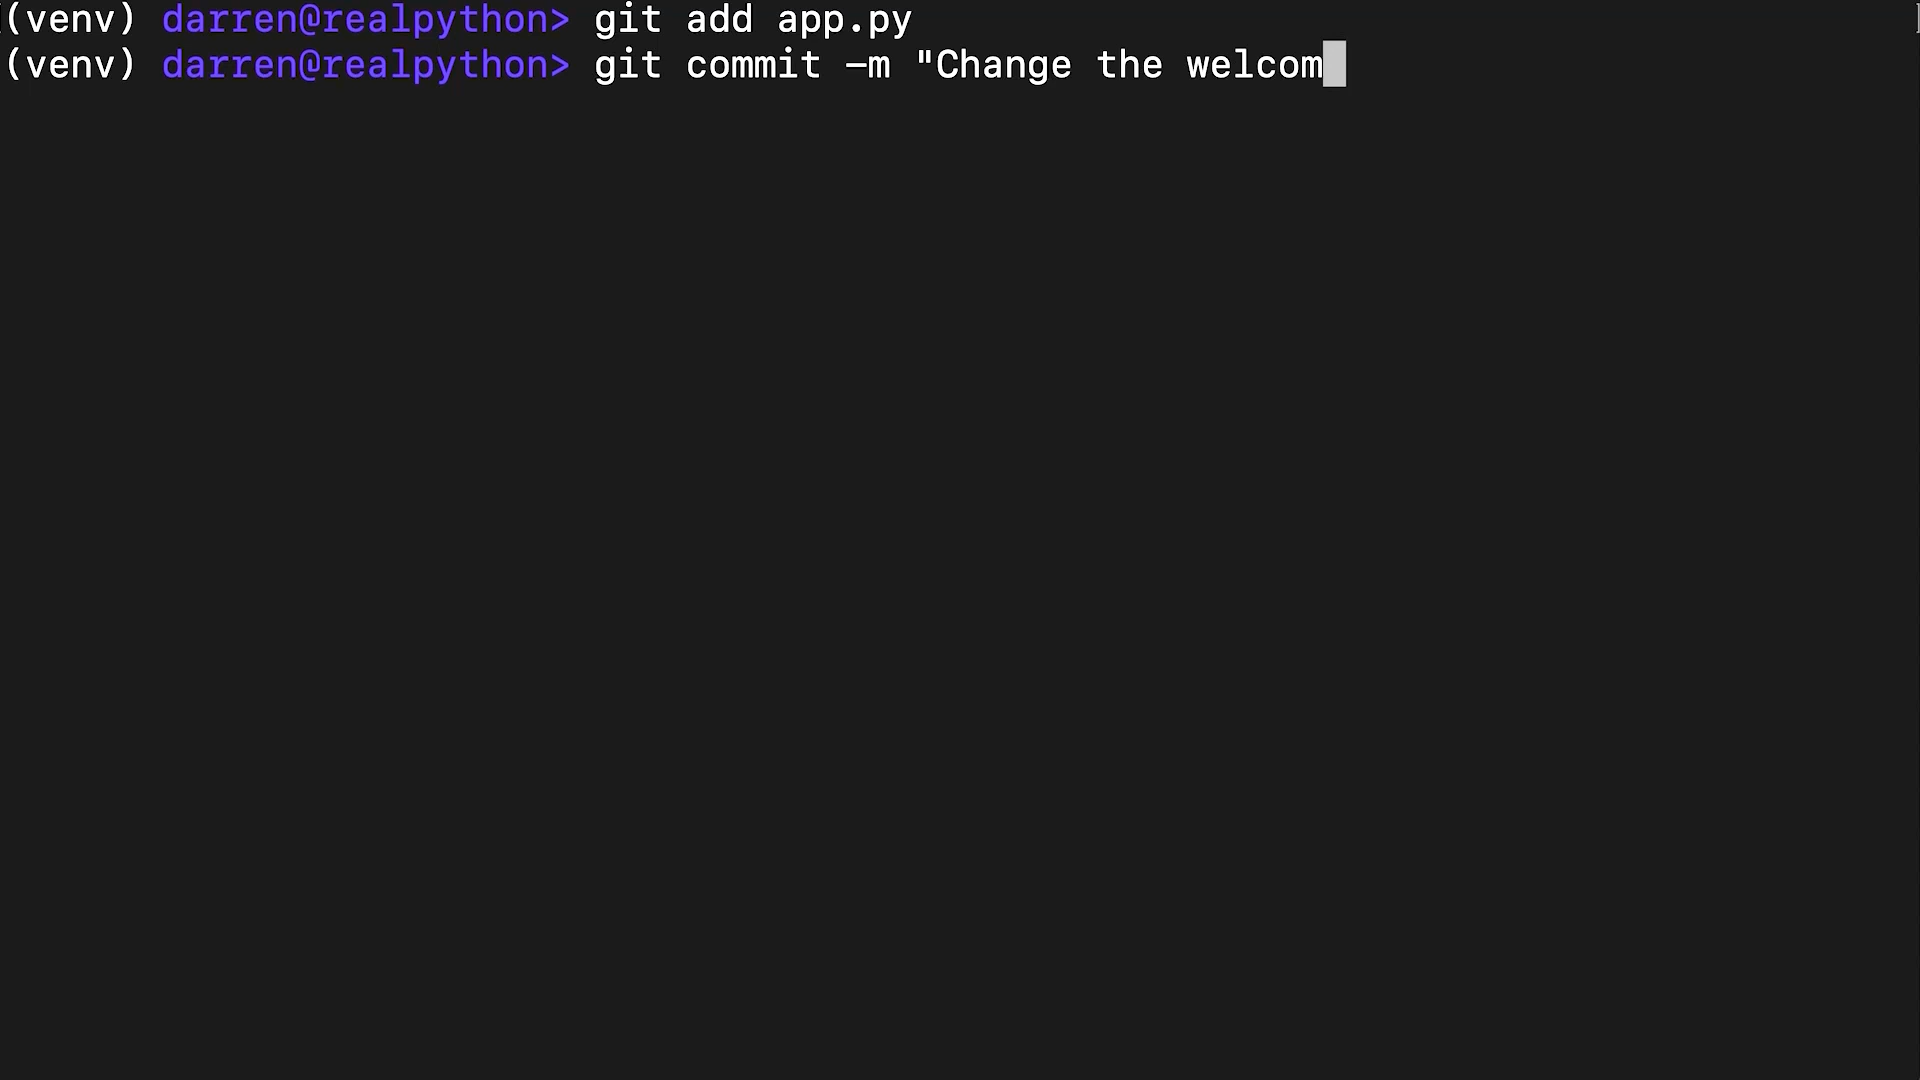 (venv) darren@realpython> git add app.py
(venv) darren@realpython> git commit -m "Change the welcom